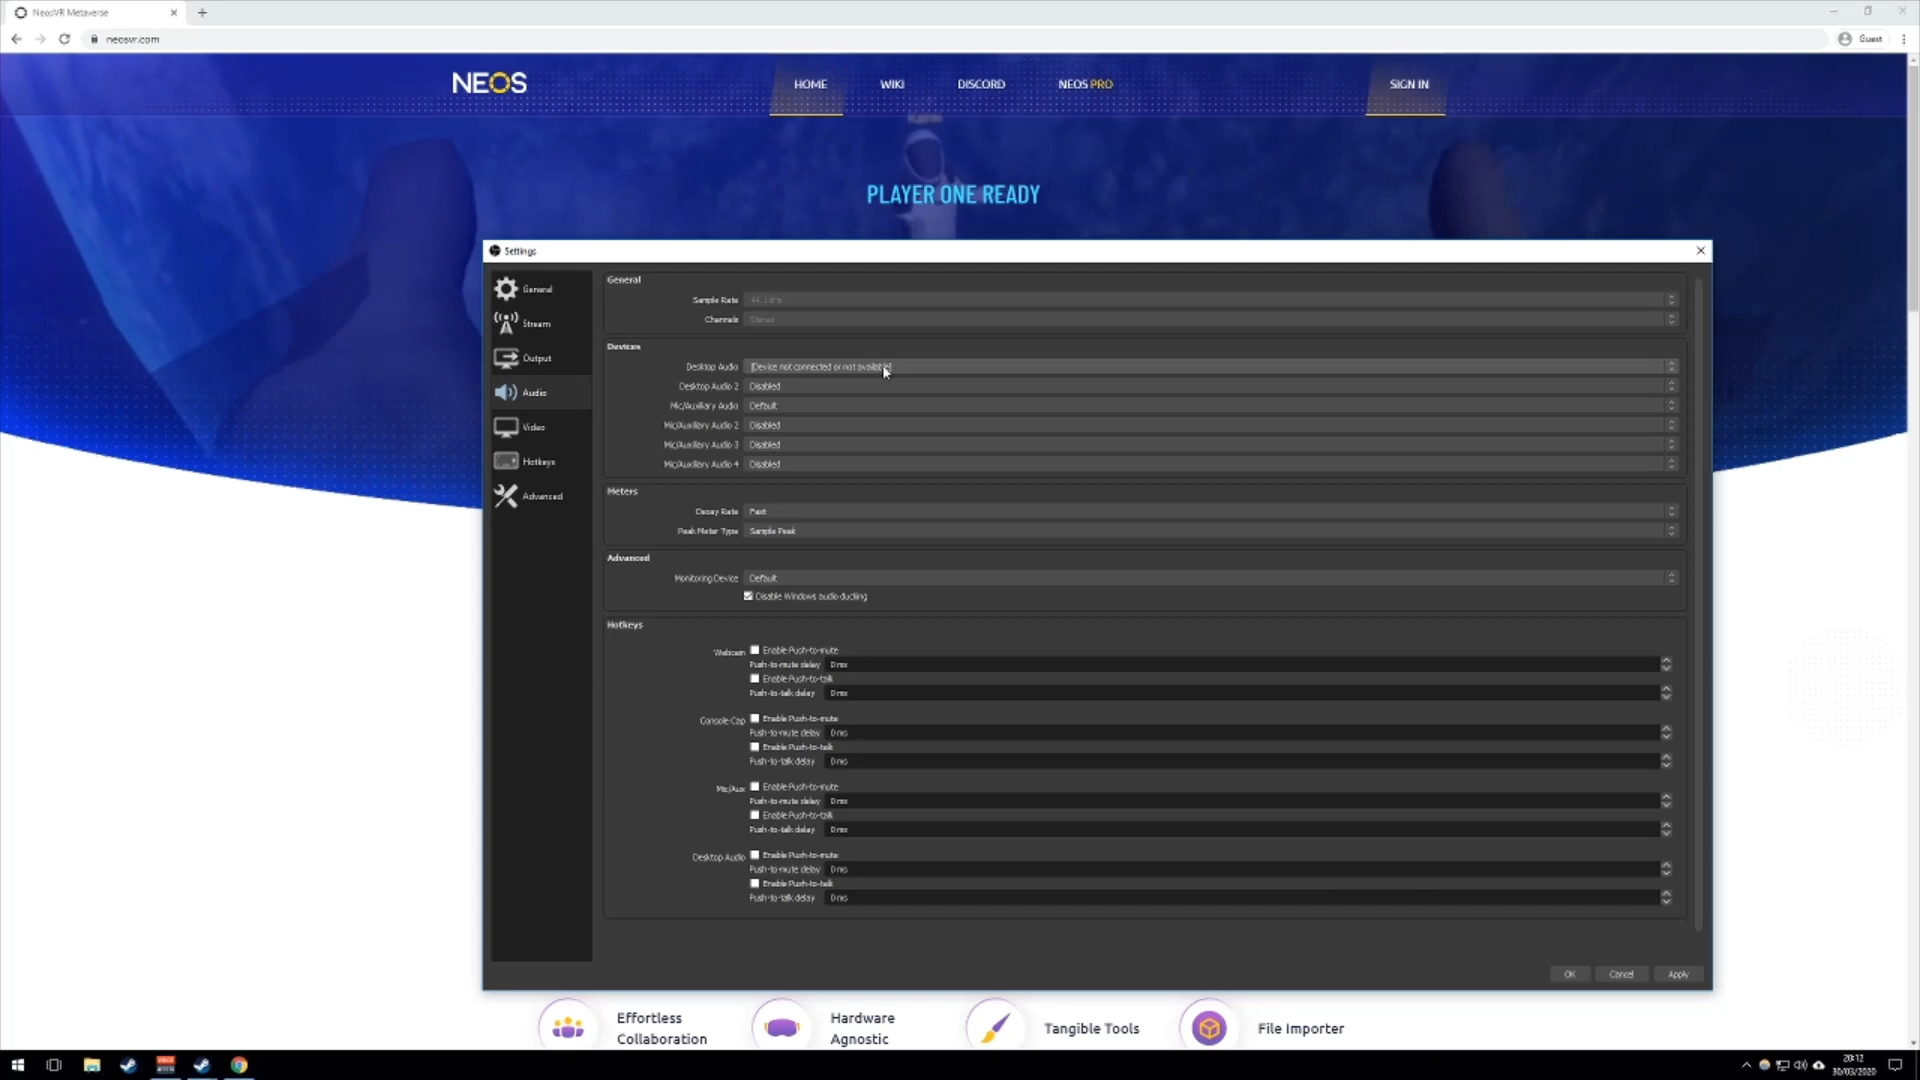 NeosVR Metaverse
neosvr.com
Guest
NEOS
HOME
WIKI
DISCORD
NEOS PRO
SIGN IN
PLAYER ONE READY
Settings
General
Stream
Output
Audio
Video
Hotkeys
Advanced
General
Sample Rate 44.1kHz
Channels Stereo
Devices
Desktop Audio [Device not connected or not available]
Desktop Audio 2 Disabled
Mic/Auxiliary Audio Default
Mic/Auxiliary Audio 2 Disabled
Mic/Auxiliary Audio 3 Disabled
Mic/Auxiliary Audio 4 Disabled
Meters
Decay Rate Fast
Peak Meter Type Sample Peak
Advanced
Monitoring Device Default
Disable Windows audio ducking
Hotkeys
Webcam Enable Push-to-mute
Push-to-mute delay 0 ms
Enable Push-to-talk
Push-to-talk delay 0 ms
Console Cap Enable Push-to-mute
Push-to-mute delay 0 ms
Enable Push-to-talk
Push-to-talk delay 0 ms
Mic/Aux Enable Push-to-mute
Push-to-mute delay 0 ms
Enable Push-to-talk
Push-to-talk delay 0 ms
Desktop Audio Enable Push-to-mute
Push-to-mute delay 0 ms
Enable Push-to-talk
Push-to-talk delay 0 ms
OK
Cancel
Apply
Effortless
Collaboration
Hardware
Agnostic
Tangible Tools
File Importer
20:12
30/03/2020